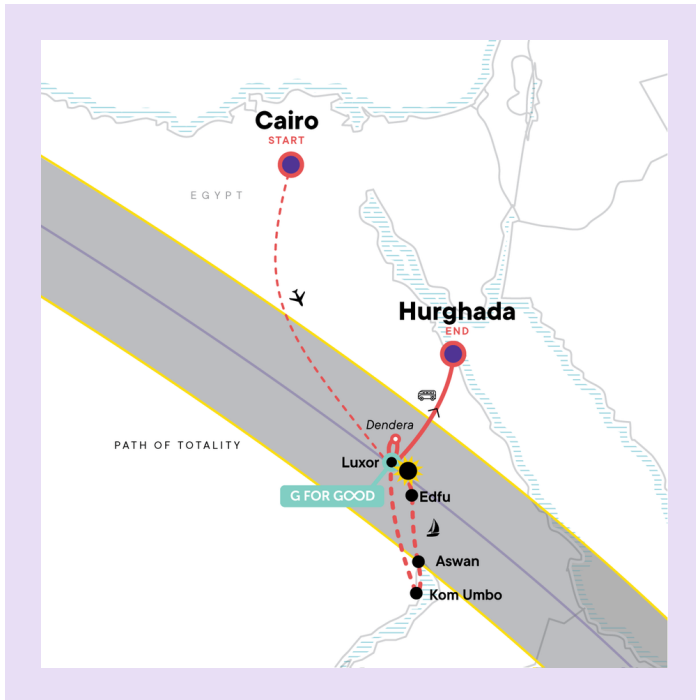 Cairo
START
EGYPT
Hurghada
END
Dendera
PATH OF TOTALITY
Luxor
G FOR GOOD
Edfu
Aswan
Kom Umbo